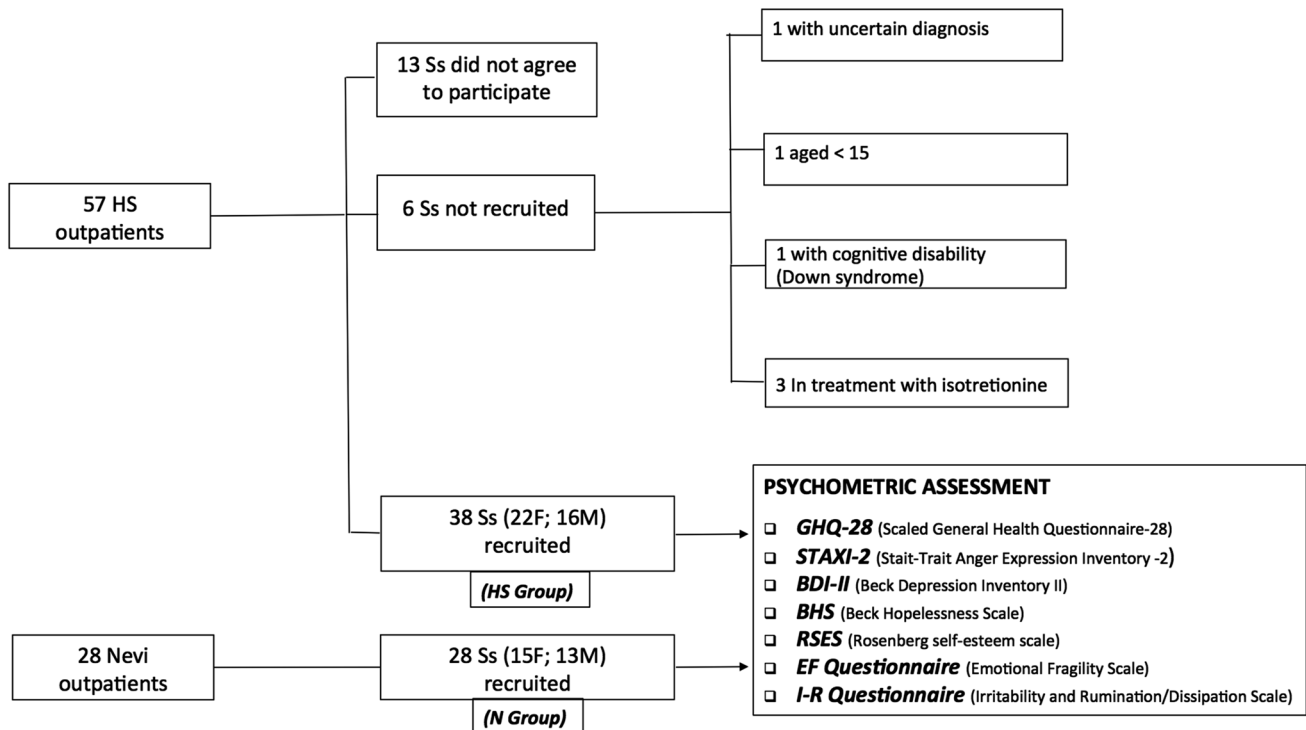 57 HS
outpatients
13 Ss did not agree
to participate
6 Ss not recruited
1 with uncertain diagnosis
1 aged < 15
1 with cognitive disability
(Down syndrome)
3 In treatment with isotretionine
38 Ss (22F; 16M)
recruited
(HS Group)
28 Nevi
outpatients
28 Ss (15F; 13M)
recruited
(N Group)
PSYCHOMETRIC ASSESSMENT
❑ GHQ-28 (Scaled General Health Questionnaire-28)
❑ STAXI-2 (Stait-Trait Anger Expression Inventory -2)
❑ BDI-II (Beck Depression Inventory II)
❑ BHS (Beck Hopelessness Scale)
❑ RSES (Rosenberg self-esteem scale)
❑ EF Questionnaire (Emotional Fragility Scale)
❑ I-R Questionnaire (Irritability and Rumination/Dissipation Scale)